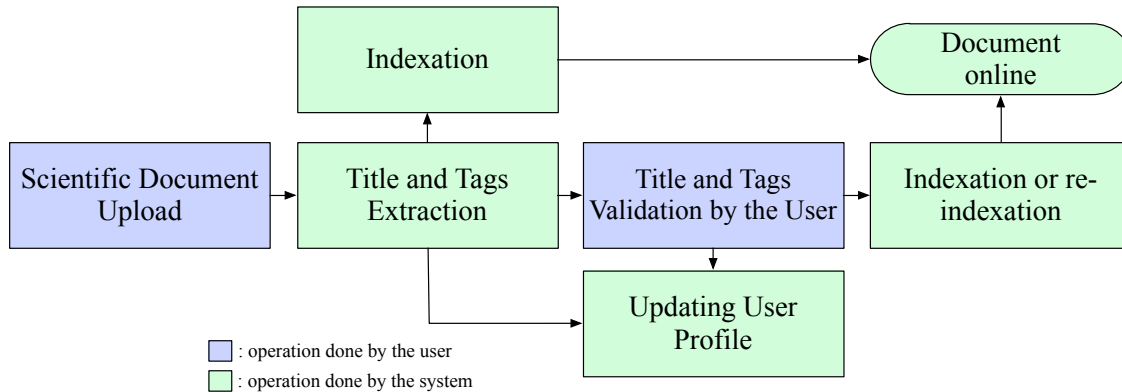 Indexation
Document
online
Scientific Document
Upload
Title and Tags
Extraction
Title and Tags
Validation by the User
Indexation or re-
indexation
Updating User
Profile
: operation done by the user
: operation done by the system